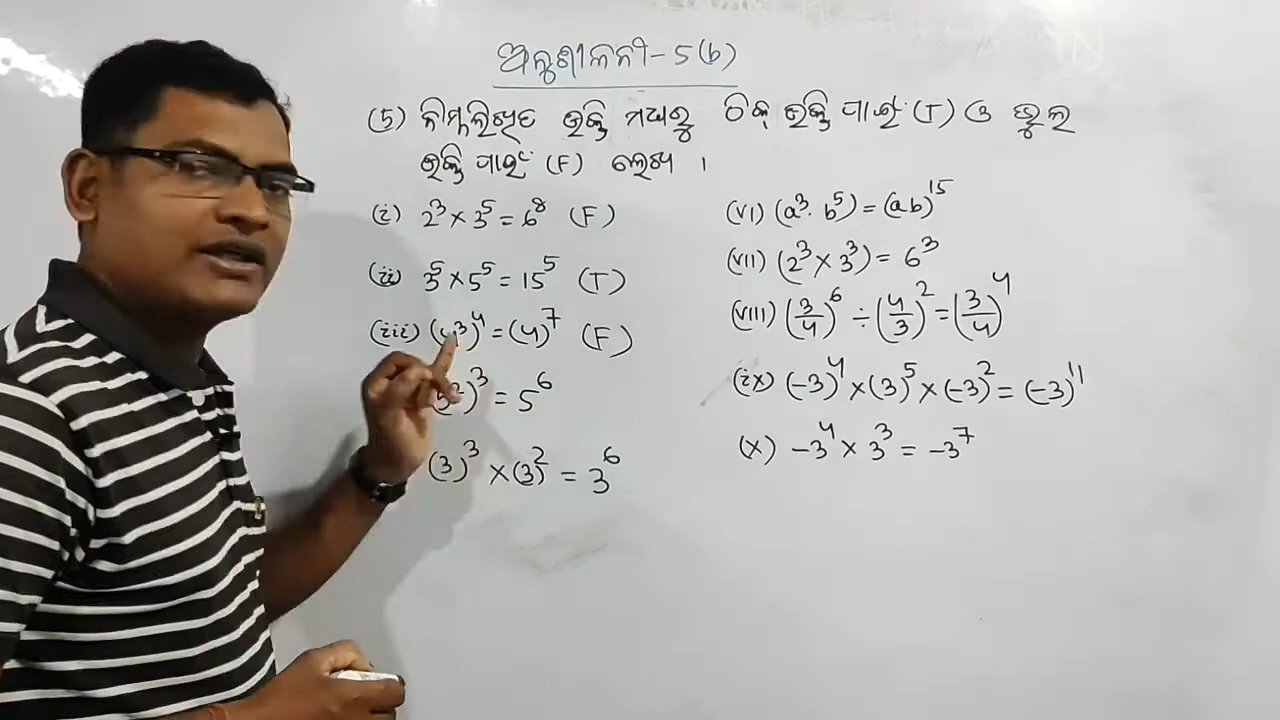 ଅନୁଶୀଳନୀ-5(b)
(5) ନିମ୍ନଲିଖିତ ଉକ୍ତି ମଧ୍ୟରୁ ଠିକ୍ ଉକ୍ତି ପାଇଁ (T) ଓ ଭୁଲ
ଉକ୍ତି ପାଇଁ (F) ଲେଖ ।
(i) 2³ × 3⁵ = 6⁸ (F)
(ii) 3⁵ × 5⁵ = 15⁵ (T)
(iii) (4³)⁴ = (4)⁷ (F)
(5²)³ = 5⁶
(3)³ × (3)² = 3⁶
(vi) (a³ · b⁵) = (ab)¹⁵
(vii) (2³ × 3³) = 6³
(viii) (3/4)⁶ ÷ (4/3)² = (3/4)⁴
(ix) (-3)⁴ × (3)⁵ × (-3)² = (-3)¹¹
(x) -3⁴ × 3³ = -3⁷